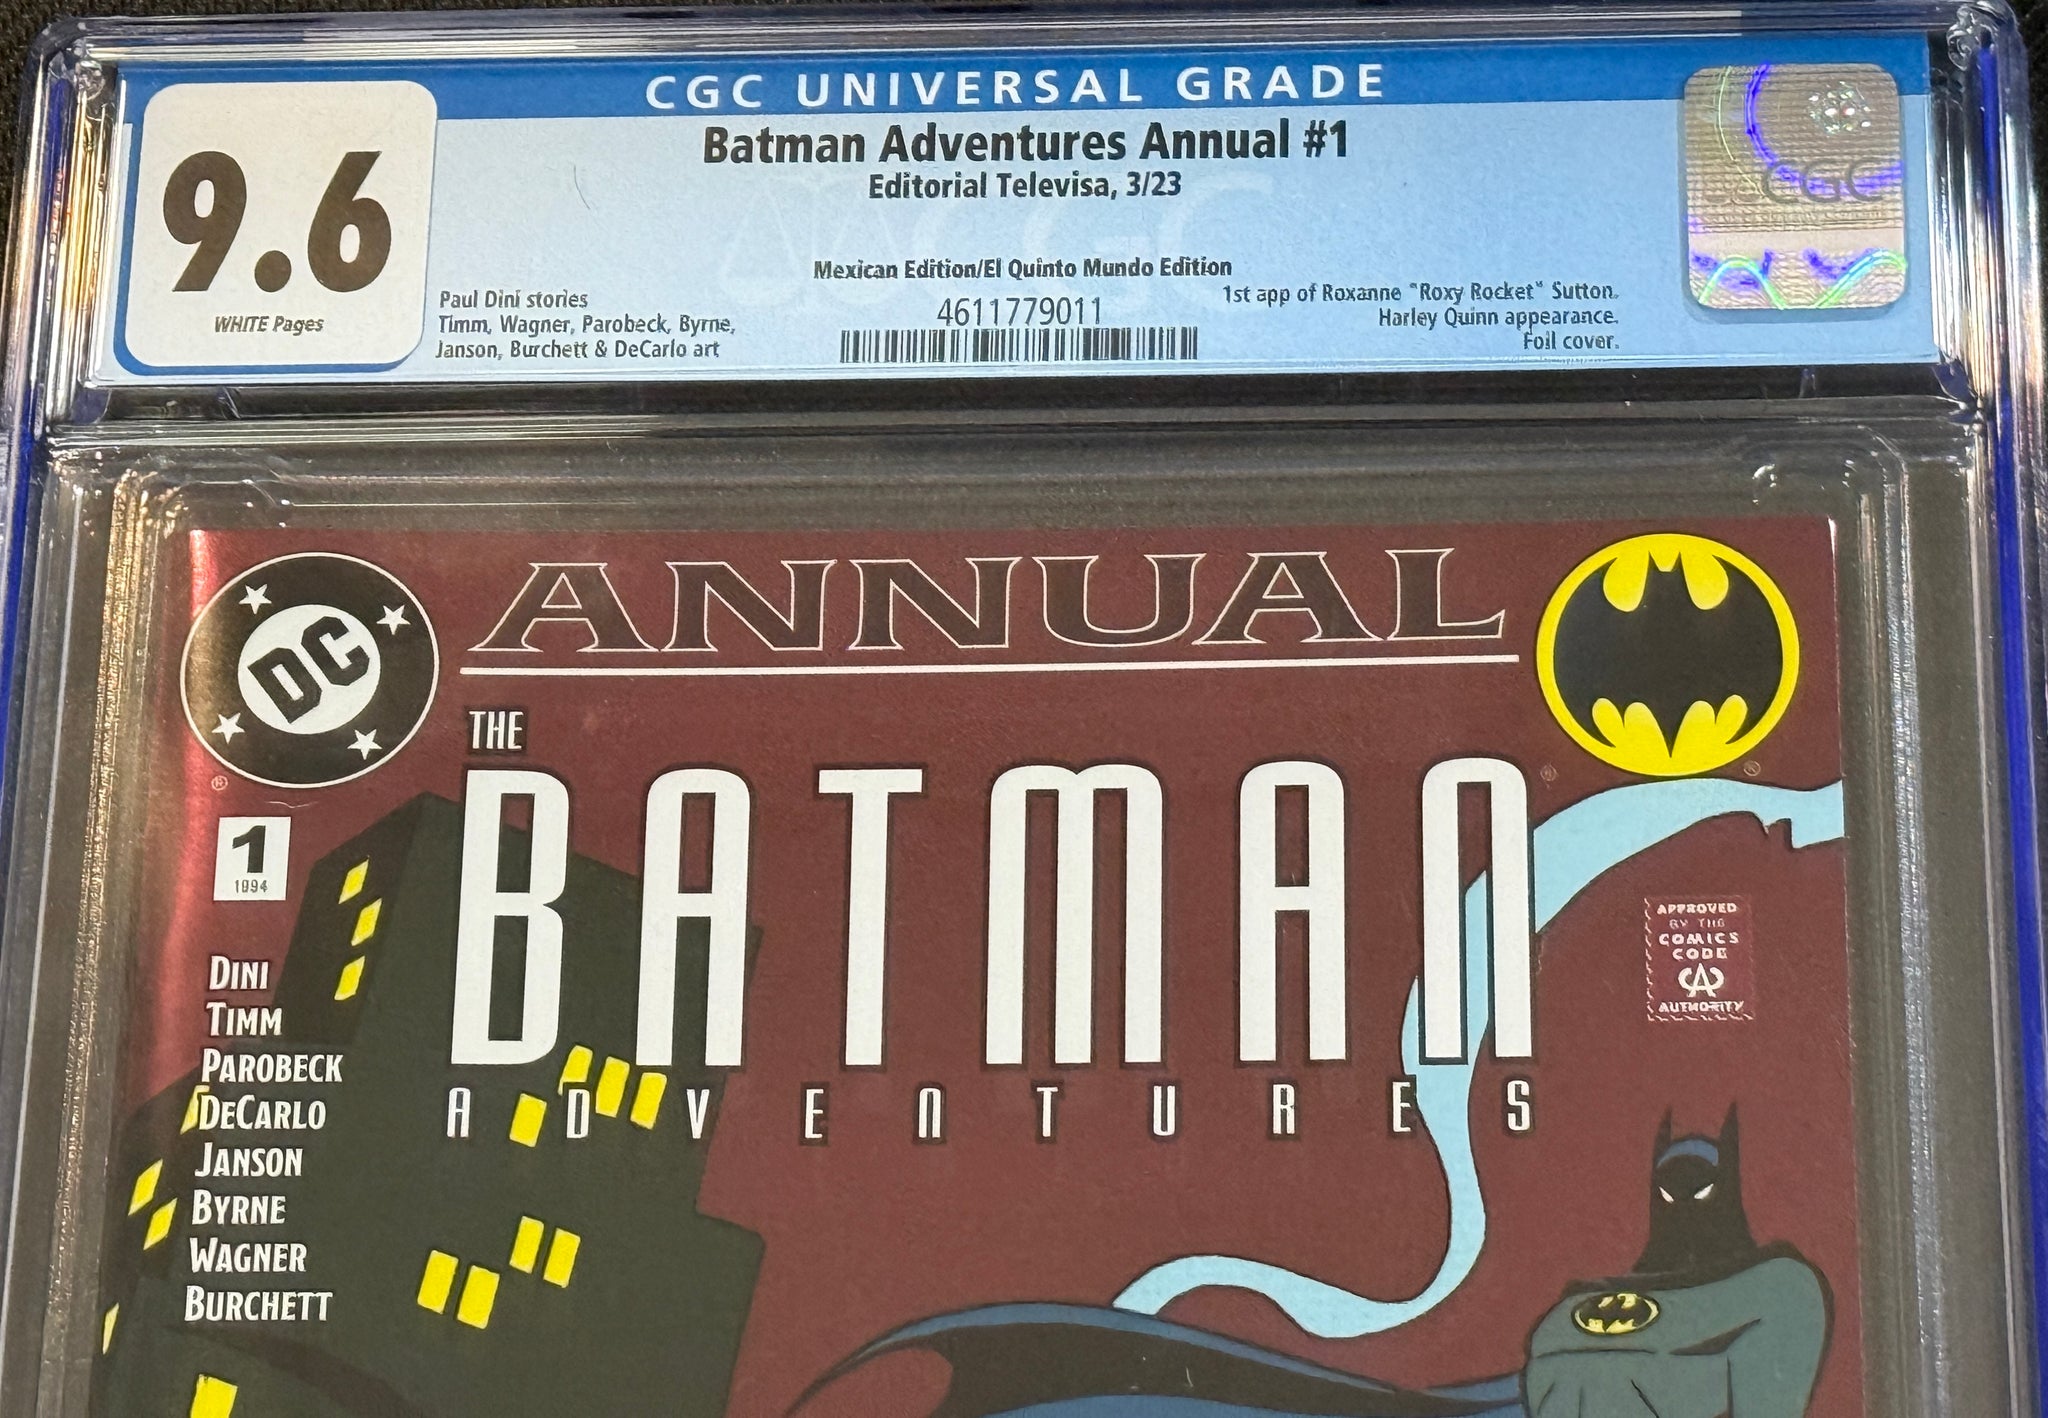 CGC UNIVERSAL GRADE
9.6
WHITE Pages
Batman Adventures Annual #1
Editorial Televisa, 3/23
Mexican Edition/El Quinto Mundo Edition
4611779011
Paul Dini stories
Timm, Wagner, Parobeck, Byrne,
Janson, Burchett & DeCarlo art
1st app of Roxanne "Roxy Rocket" Sutton.
Harley Quinn appearance.
Foil cover.
CGC
DC
®
ANNUAL
THE
BATMAN
ADVENTURES
®
®
1
1994
DINI
TIMM
PAROBECK
DECARLO
JANSON
BYRNE
WAGNER
BURCHETT
APPROVED
BY THE
COMICS
CODE
CA
AUTHORITY